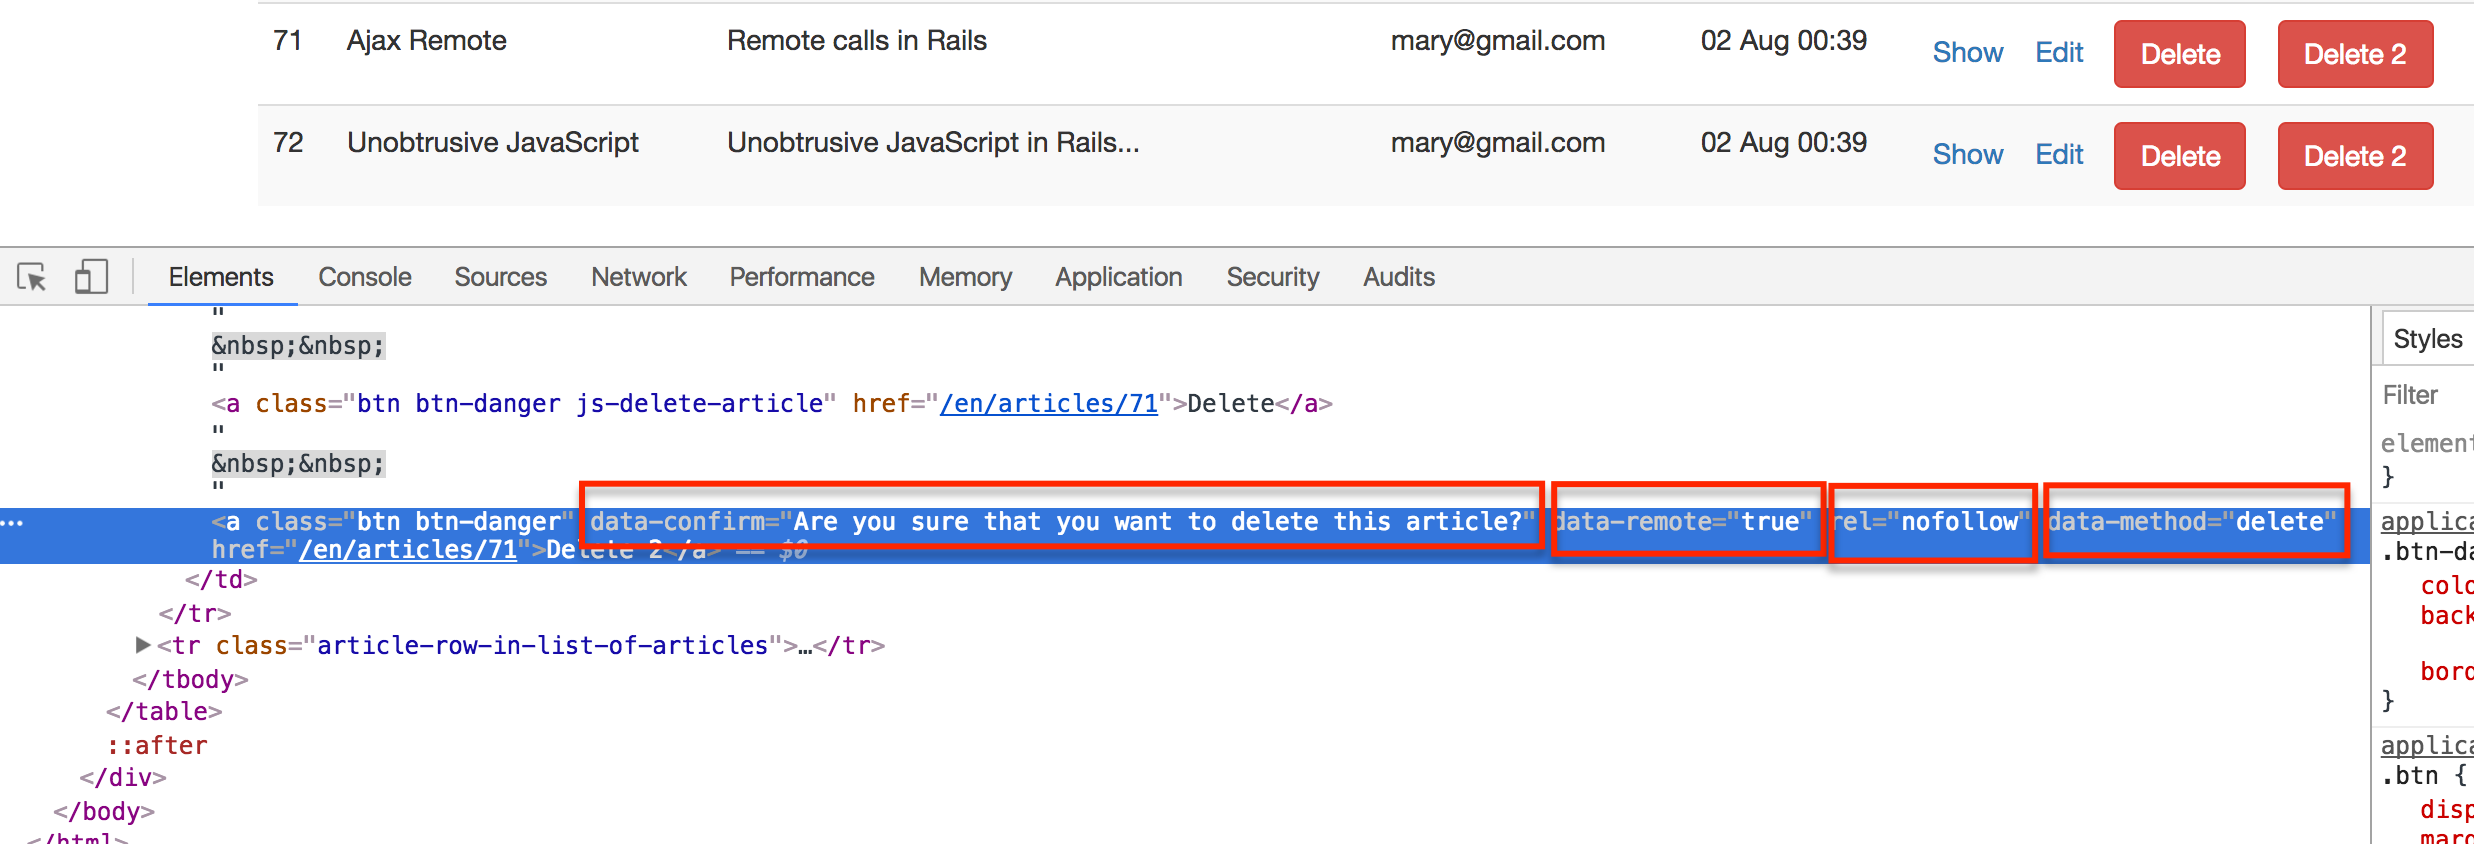 71 Ajax Remote Remote calls in Rails mary@gmail.com 02 Aug 00:39 Show Edit Delete Delete 2
72 Unobtrusive JavaScript Unobtrusive JavaScript in Rails... mary@gmail.com 02 Aug 00:39 Show Edit Delete Delete 2
Elements Console Sources Network Performance Memory Application Security Audits
"
&nbsp;&nbsp;
"
<a class="btn btn-danger js-delete-article" href="/en/articles/71">Delete</a>
"
&nbsp;&nbsp;
"
<a class="btn btn-danger" data-confirm="Are you sure that you want to delete this article?" data-remote="true" rel="nofollow" data-method="delete"
href="/en/articles/71">Delete 2</a> == $0
</td>
</tr>
<tr class="article-row-in-list-of-articles">…</tr>
</tbody>
</table>
::after
</div>
</body>
</html>
Styles
Filter
element
}
applica
.btn-da
colo
back
bord
}
applica
.btn {
disp
marg